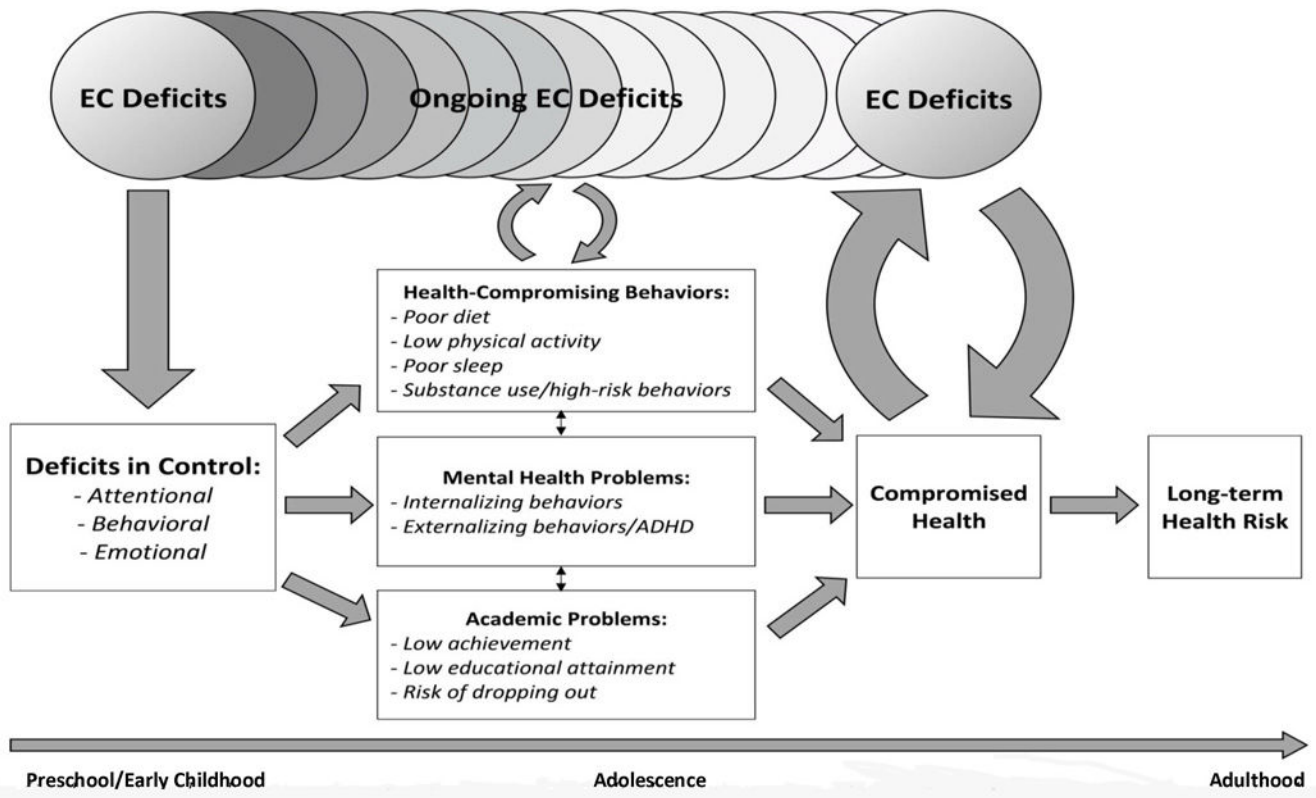 EC Deficits
Ongoing EC Deficits
EC Deficits
Health-Compromising Behaviors:
- Poor diet
- Low physical activity
- Poor sleep
- Substance use/high-risk behaviors
Deficits in Control:
- Attentional
- Behavioral
- Emotional
Mental Health Problems:
- Internalizing behaviors
- Externalizing behaviors/ADHD
Academic Problems:
- Low achievement
- Low educational attainment
- Risk of dropping out
Compromised
Health
Long-term
Health Risk
Preschool/Early Childhood
Adolescence
Adulthood